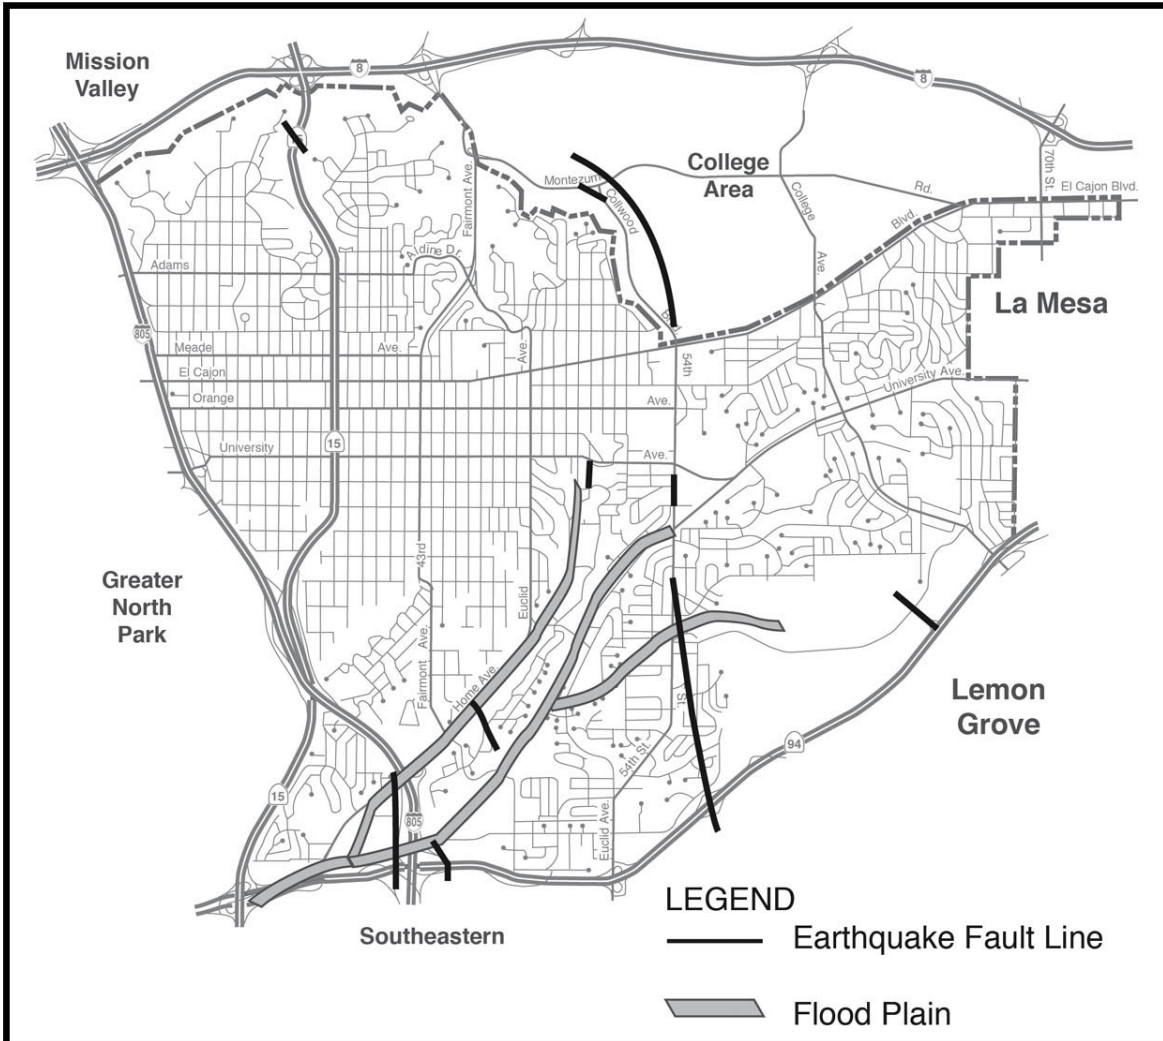 Mission
Valley
8
8
15
College
Area
70th St.
El Cajon Blvd.
Montezuma
Rd.
Collwood
Blvd.
College
Ave.
Blvd.
Fairmont Ave.
Aldine Dr.
Adams
La Mesa
805
Meade
Ave.
Ave.
El Cajon
54th
University Ave.
Orange
Ave.
15
University
Ave.
43rd
Greater
North
Park
Euclid
Fairmont Ave.
Home Ave.
St.
Lemon
Grove
54th St.
94
15
805
Euclid Ave.
LEGEND
Southeastern
Earthquake Fault Line
Flood Plain